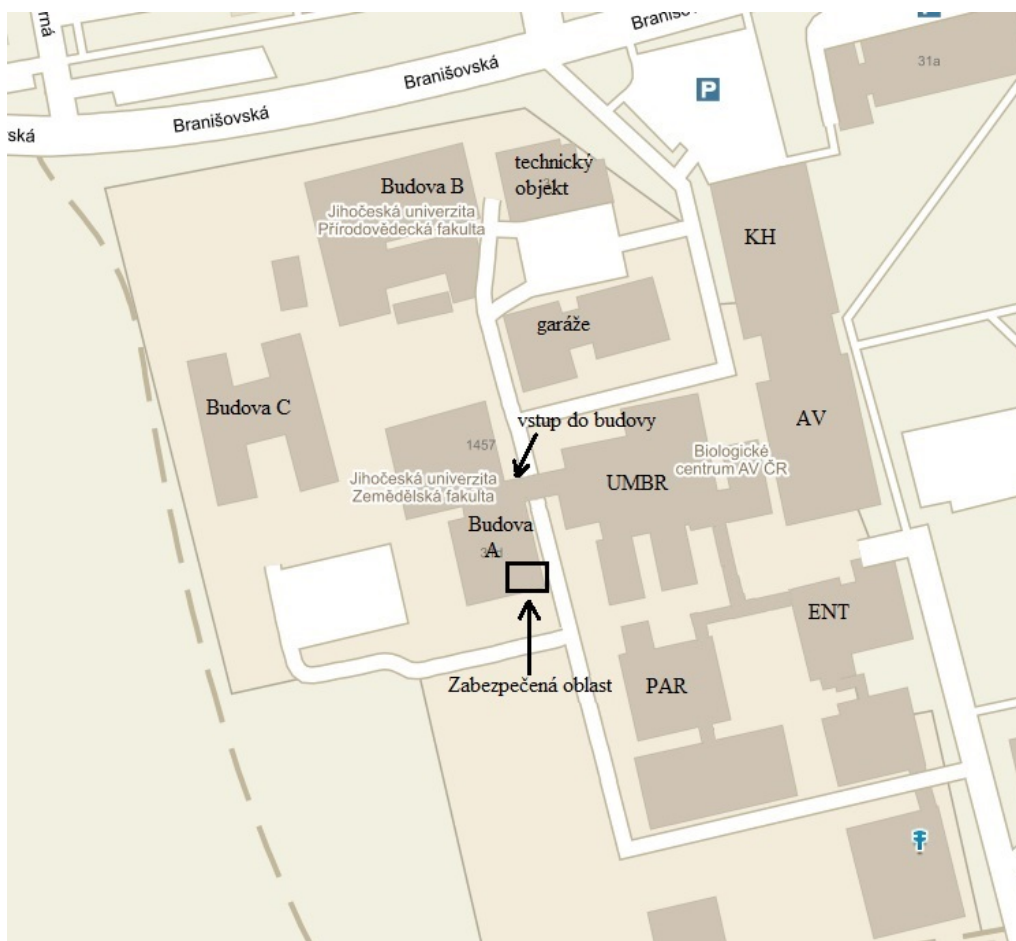 rná
Branišovská
Branišovská
Branišovská
ská
P
P
31a
technický
objekt
Budova B
Jihočeská univerzita
Přírodovědecká fakulta
KH
garáže
Budova C
vstup do budovy
AV
1457
Biologické
centrum AV ČR
Jihočeská univerzita
Zemědělská fakulta
UMBR
Budova
A
ENT
Zabezpečená oblast
PAR